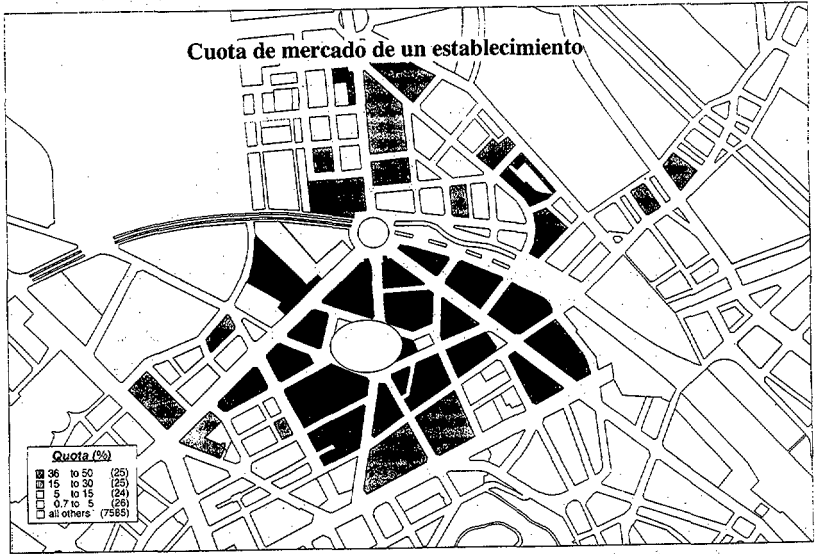 Cuota de mercado de un establecimiento
Quota (%)
36 to 50 (25)
15 to 30 (25)
5 to 15 (24)
0.7 to 5 (26)
all others (7585)